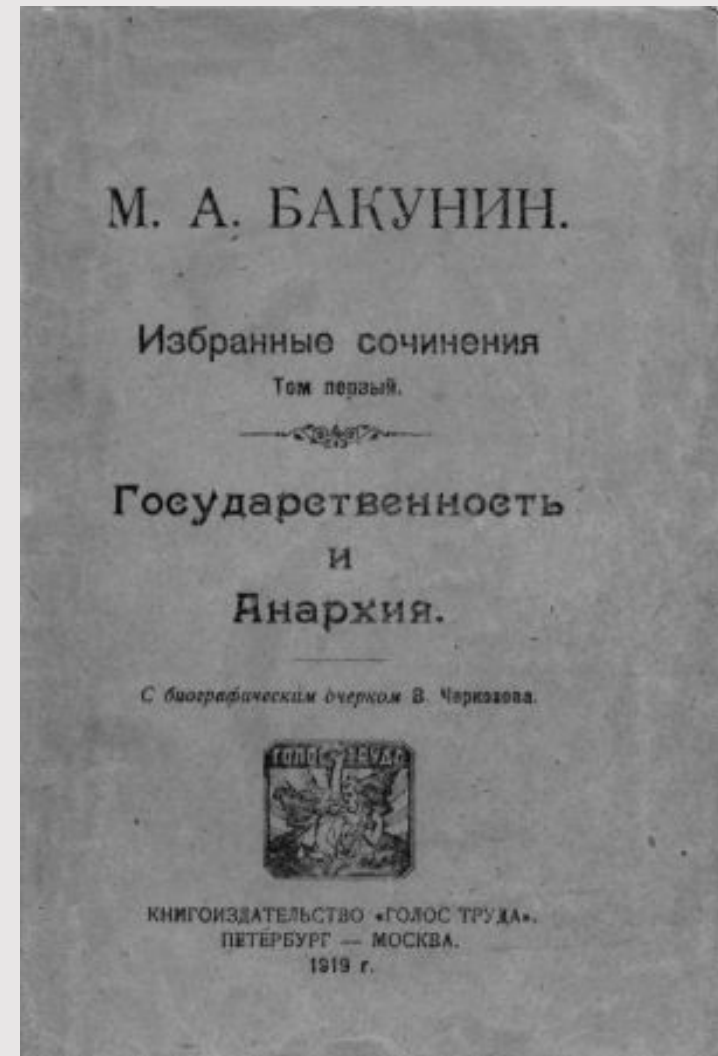 М. А. БАКУНИН.
Избранные сочинения
Том первый.
Государственность
и
Анархия.
С биографическим очерком В. Черкезова.
ГОЛОС ТРУДА
КНИГОИЗДАТЕЛЬСТВО «ГОЛОС ТРУДА».
ПЕТЕРБУРГ — МОСКВА.
1919 г.